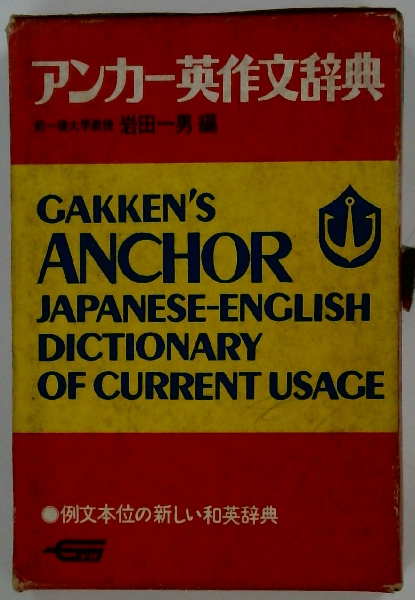 アンカー英作文辞典
前一橋大学教授 岩田一男 編
GAKKEN'S
ANCHOR
JAPANESE-ENGLISH
DICTIONARY
OF CURRENT USAGE
●例文本位の新しい和英辞典